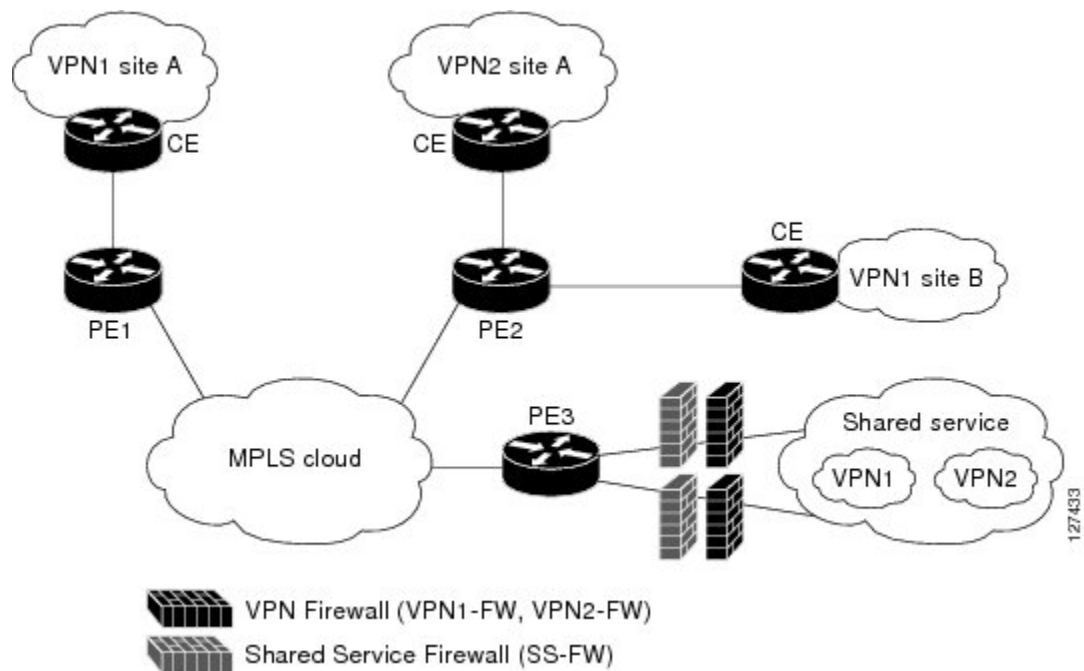 VPN1 site A
VPN2 site A
CE
CE
CE
VPN1 site B
PE1
PE2
PE3
Shared service
MPLS cloud
VPN1
VPN2
127433
VPN Firewall (VPN1-FW, VPN2-FW)
Shared Service Firewall (SS-FW)